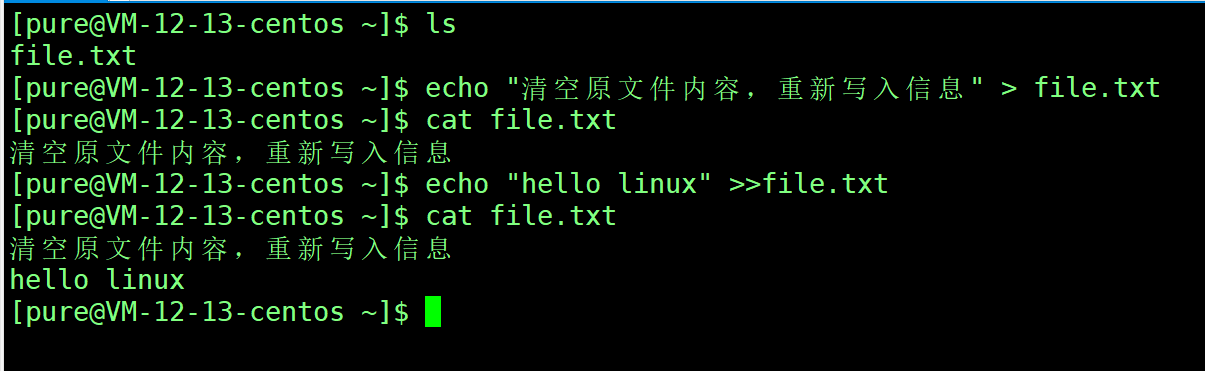 [pure@VM-12-13-centos ~]$ ls
file.txt
[pure@VM-12-13-centos ~]$ echo "清空原文件内容，重新写入信息" > file.txt
[pure@VM-12-13-centos ~]$ cat file.txt
清空原文件内容，重新写入信息
[pure@VM-12-13-centos ~]$ echo "hello linux" >>file.txt
[pure@VM-12-13-centos ~]$ cat file.txt
清空原文件内容，重新写入信息
hello linux
[pure@VM-12-13-centos ~]$